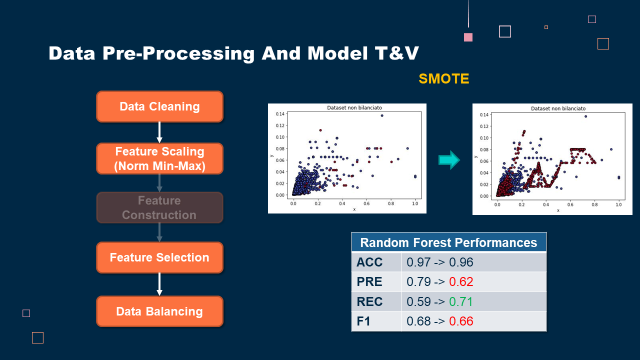 Data Pre-Processing And Model T&V
SMOTE
Data Cleaning
Feature Scaling
(Norm Min-Max)
Feature
Construction
Feature Selection
Data Balancing
Dataset non bilanciato
0.14
0.12
0.10
0.08
0.06
0.04
0.02
0.00
y
0.0 0.2 0.4 0.6 0.8 1.0
x
Dataset non bilanciato
0.14
0.12
0.10
0.08
0.06
0.04
0.02
0.00
y
0.0 0.2 0.4 0.6 0.8 1.0
x
Random Forest Performances
ACC 0.97 -> 0.96
PRE 0.79 -> 0.62
REC 0.59 -> 0.71
F1 0.68 -> 0.66